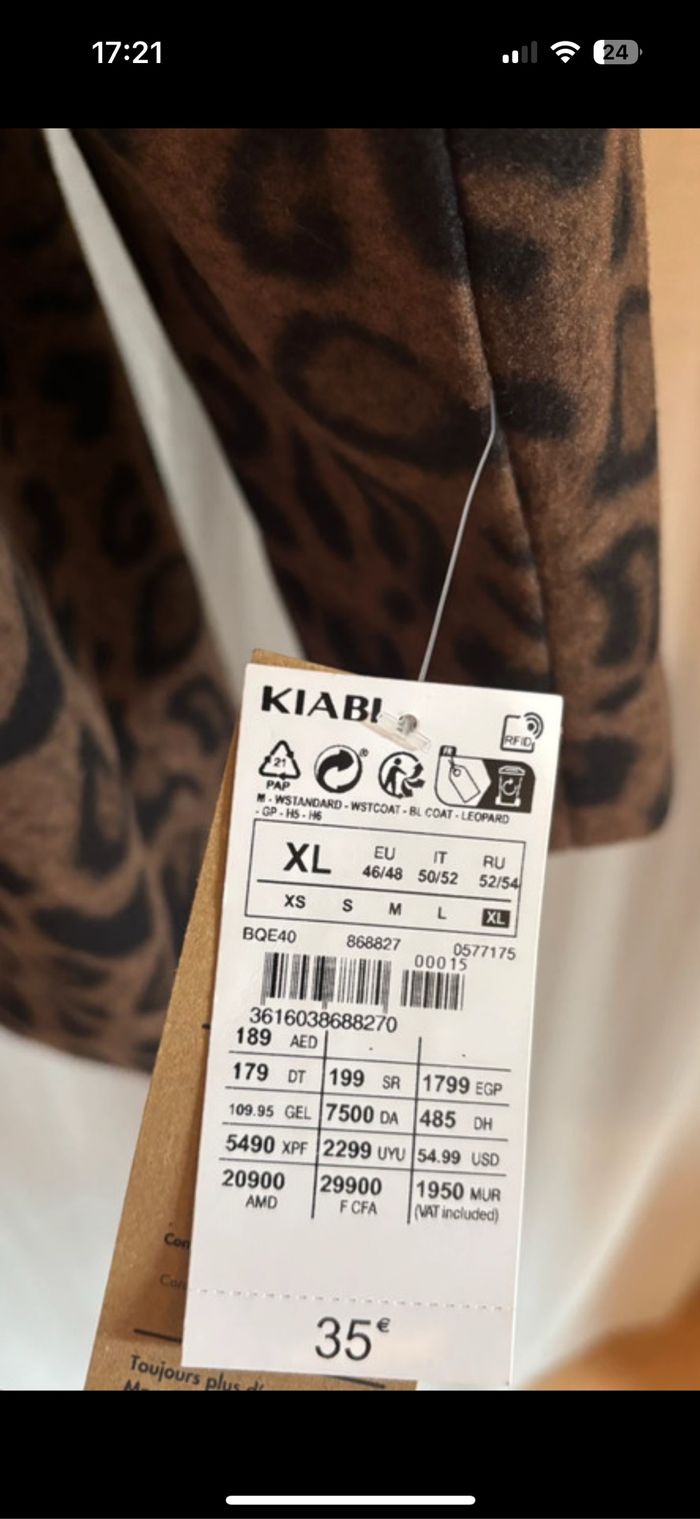 17:21
24
KIABI
RFID
21
PAP
®
FR
M - WSTANDARD - WSTCOAT - BL COAT - LEOPARD
- GP - H5 - H6
XL EU 46/48 IT 50/52 RU 52/54
XS S M L XL
BQE40 868827 0577175
00015
3616038688270
189 AED
179 DT 199 SR 1799 EGP
109.95 GEL 7500 DA 485 DH
5490 XPF 2299 UYU 54.99 USD
20900 AMD 29900 F CFA 1950 MUR
(VAT included)
35€
Con
Con
Toujours plus d'